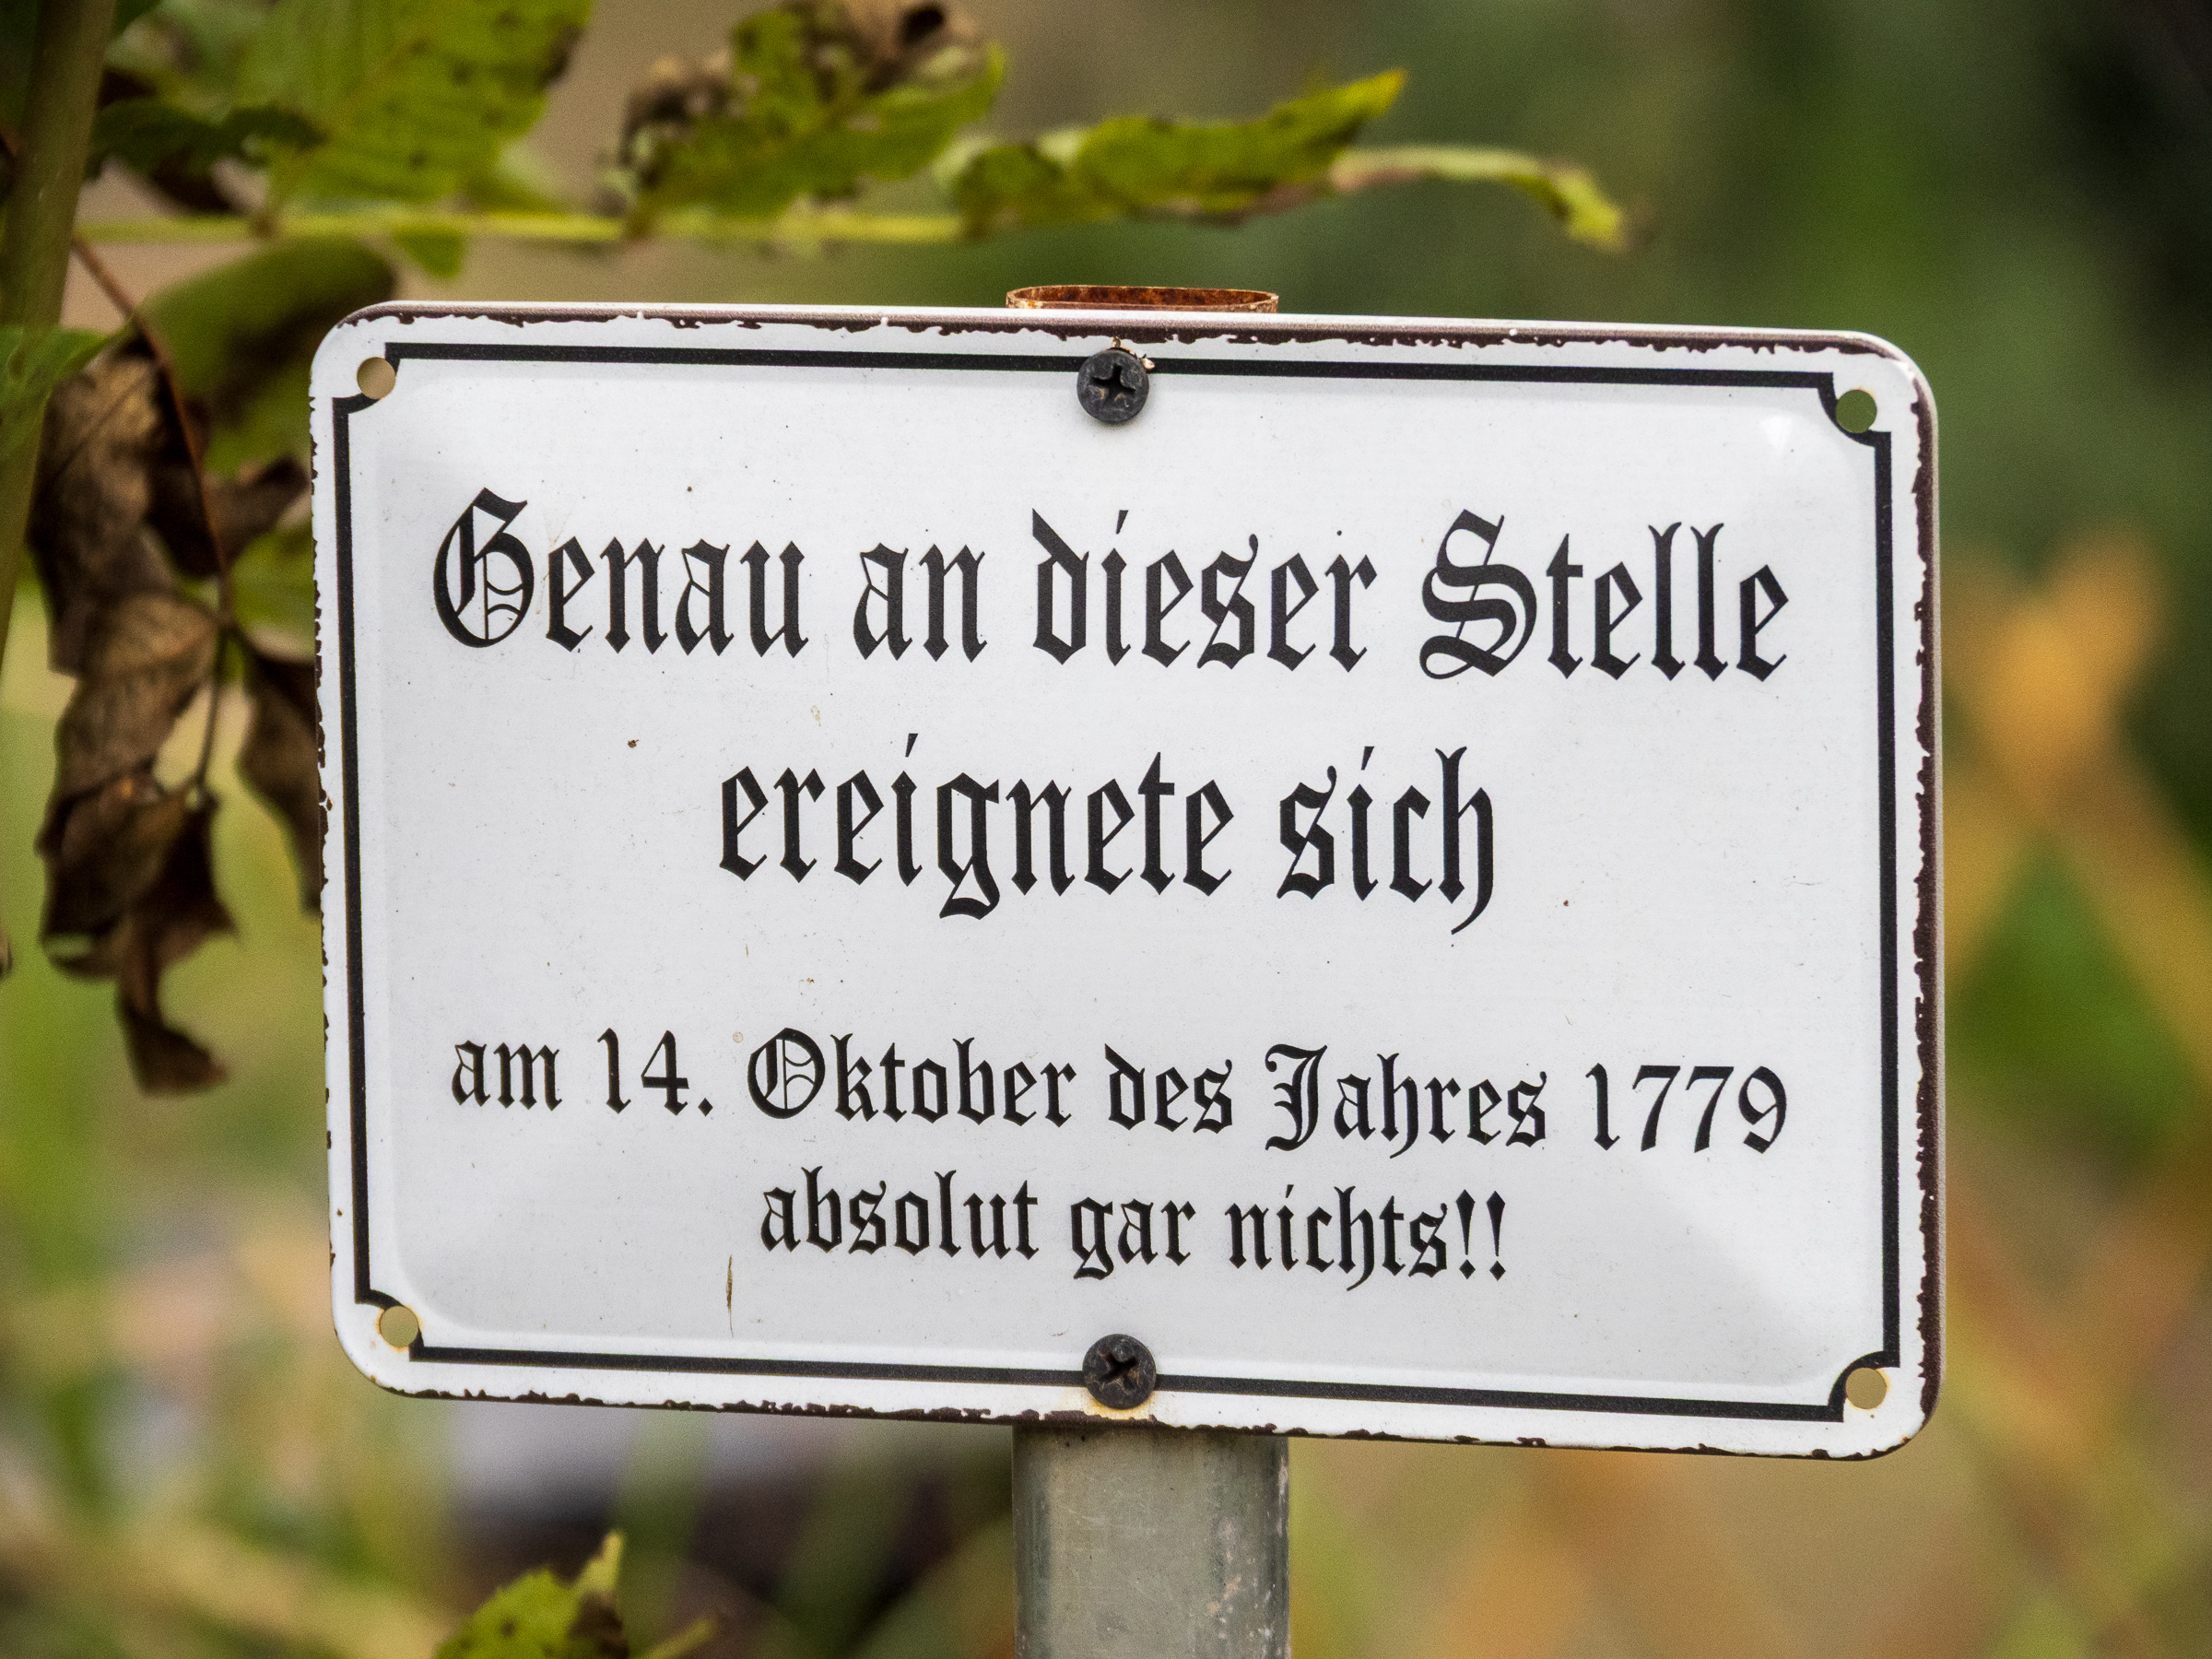 Genau an dieser Stelle
ereignete sich
am 14. Oktober des Jahres 1779
absolut gar nichts!!